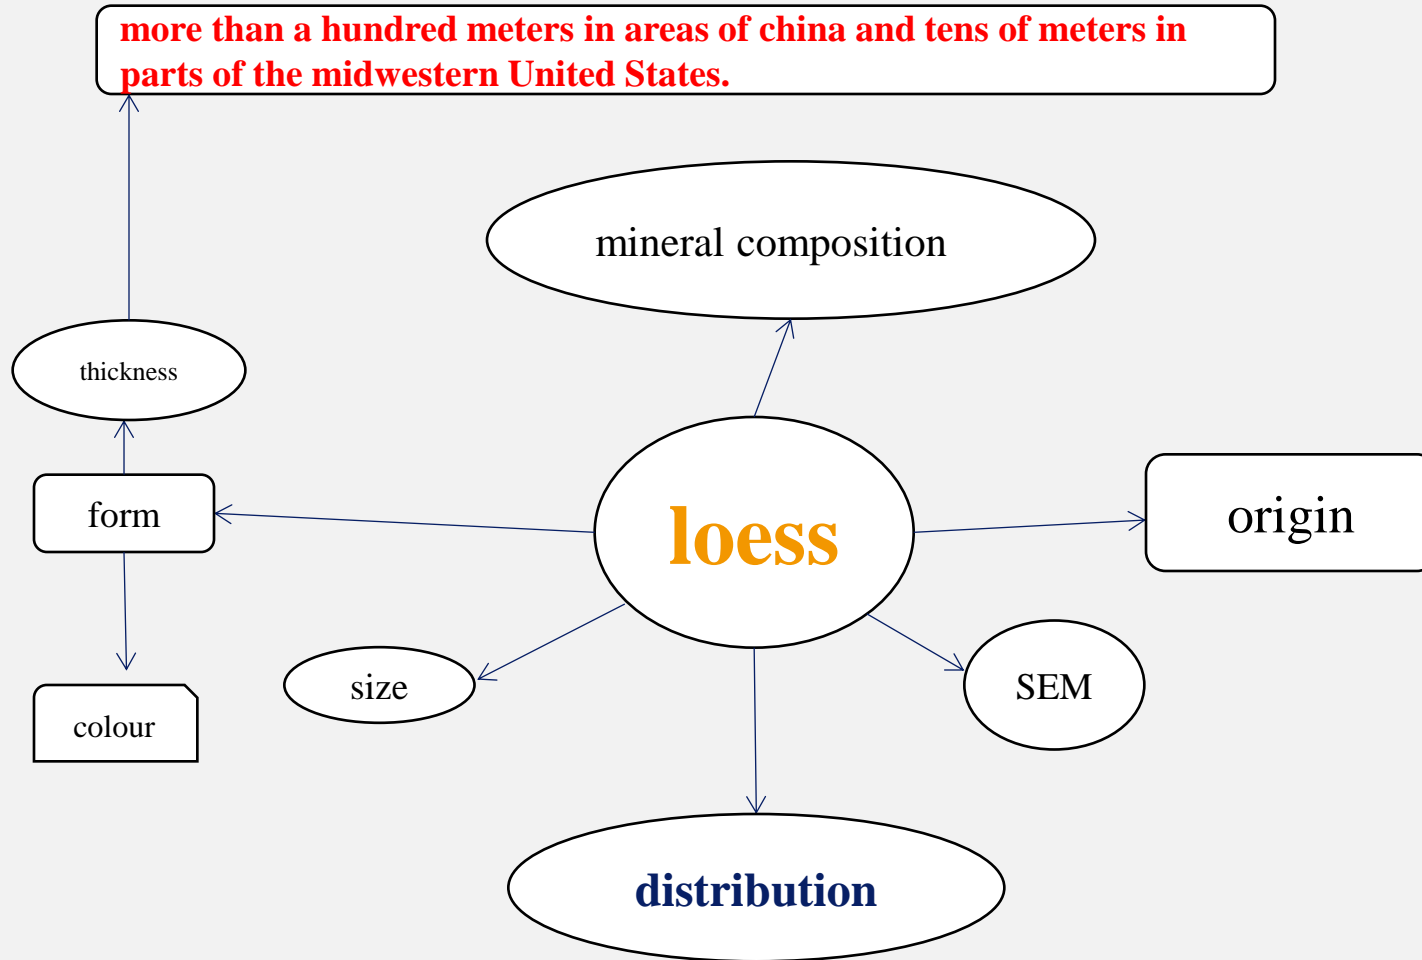 more than a hundred meters in areas of china and tens of meters in
parts of the midwestern United States.
mineral composition
thickness
form
loess
origin
size
SEM
colour
distribution